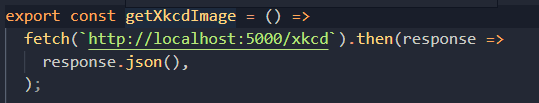 export const getXkcdImage = () =>
  fetch(`http://localhost:5000/xkcd`).then(response =>
    response.json(),
  );